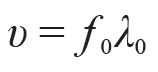 υ = f₀λ₀